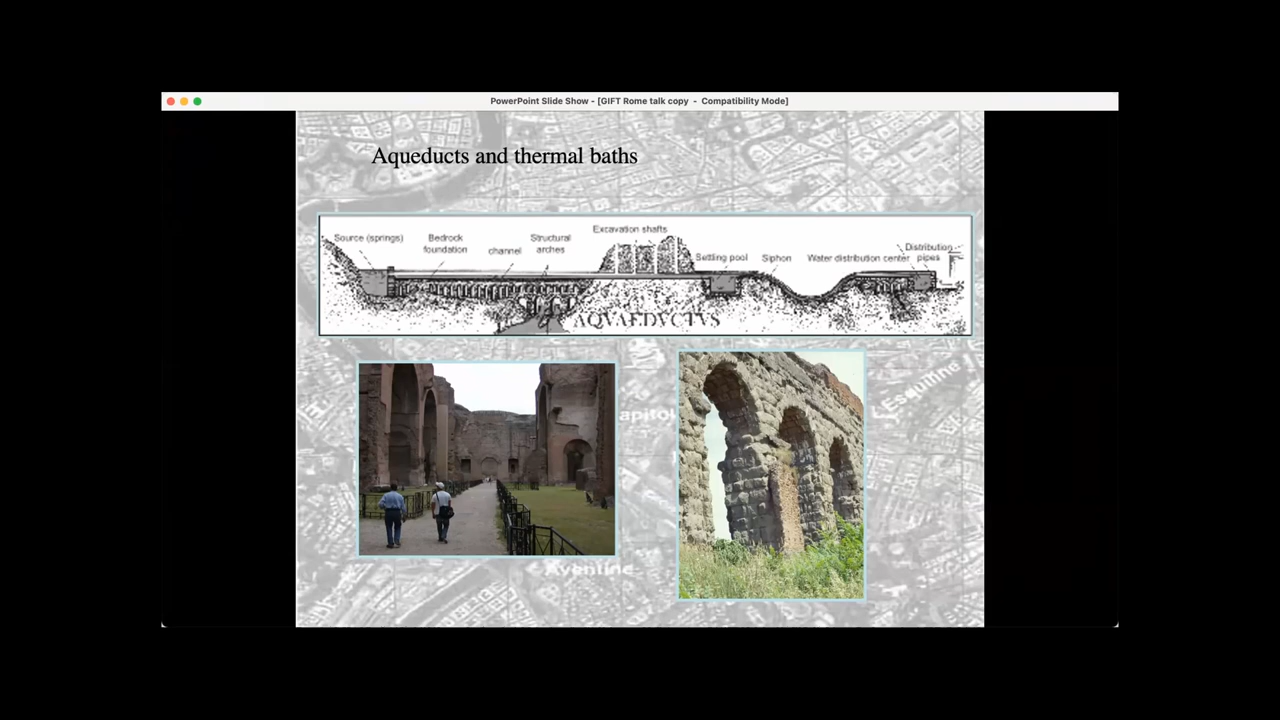 PowerPoint Slide Show - [GIFT Rome talk copy - Compatibility Mode]
Aqueducts and thermal baths
Source (springs)
Bedrock
foundation
channel
Structural
arches
Excavation shafts
Settling pool
Siphon
Water distribution center
Distribution
pipes
AQVAEDVCTVS
apitol
L'Esquiline
Aventine